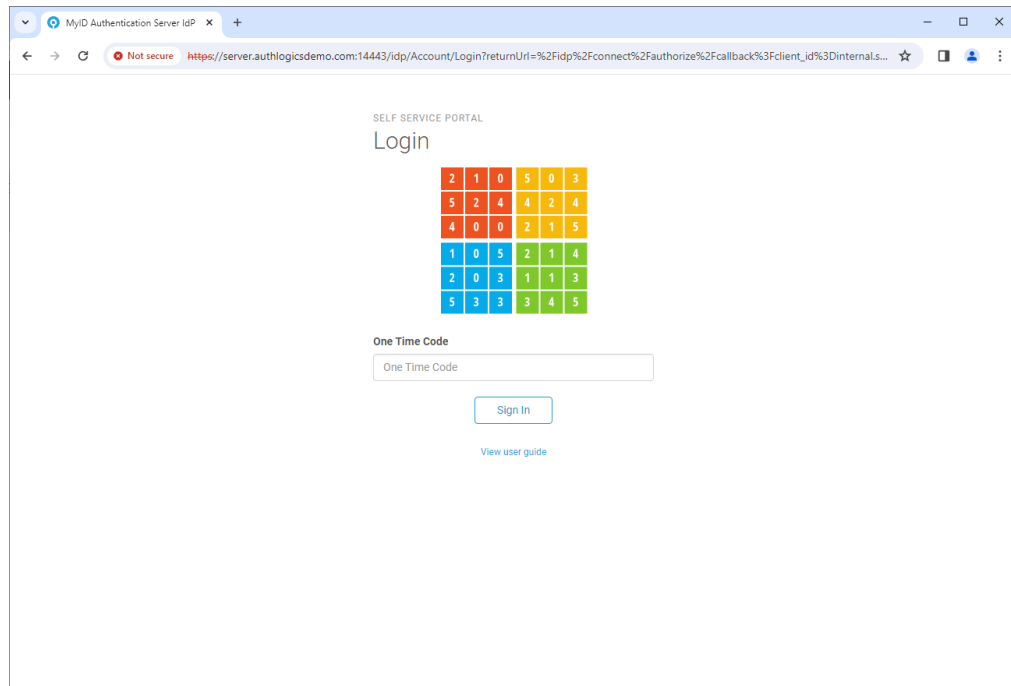 MyID Authentication Server IdP
Not secure https://server.authlogicsdemo.com:14443/idp/Account/Login?returnUrl=%2Fidp%2Fconnect%2Fauthorize%2Fcallback%3Fclient_id%3Dinternal.s...
SELF SERVICE PORTAL
Login
2 1 0 5 0 3
5 2 4 4 2 4
4 0 0 2 1 5
1 0 5 2 1 4
2 0 3 1 1 3
5 3 3 3 4 5
One Time Code
One Time Code
Sign In
View user guide